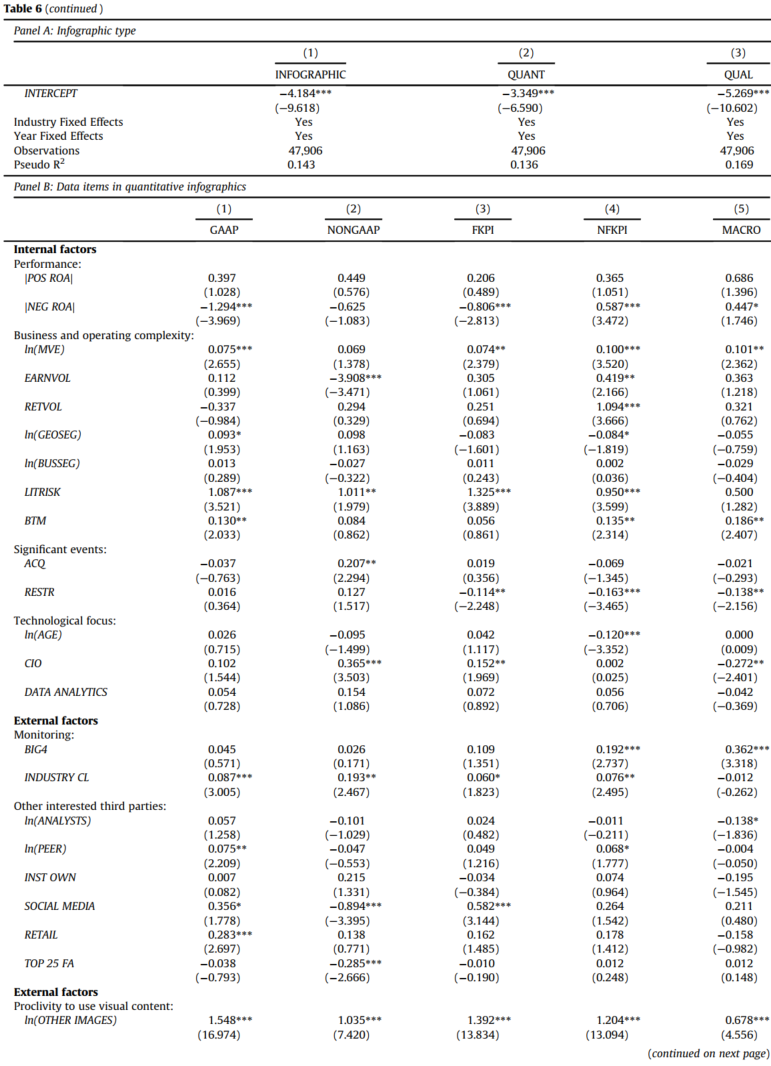 Table 6 (continued)
Panel A: Infographic type
(1) (2) (3)
INFOGRAPHIC QUANT QUAL
INTERCEPT −4.184*** −3.349*** −5.269***
(−9.618) (−6.590) (−10.602)
Industry Fixed Effects Yes Yes Yes
Year Fixed Effects Yes Yes Yes
Observations 47,906 47,906 47,906
Pseudo R² 0.143 0.136 0.169
Panel B: Data items in quantitative infographics
(1) (2) (3) (4) (5)
GAAP NONGAAP FKPI NFKPI MACRO
Internal factors
Performance:
|POS ROA| 0.397 0.449 0.206 0.365 0.686
(1.028) (0.576) (0.489) (1.051) (1.396)
|NEG ROA| −1.294*** −0.625 −0.806*** 0.587*** 0.447*
(−3.969) (−1.083) (−2.813) (3.472) (1.746)
Business and operating complexity:
ln(MVE) 0.075*** 0.069 0.074** 0.100*** 0.101**
(2.655) (1.378) (2.379) (3.520) (2.362)
EARNVOL 0.112 −3.908*** 0.305 0.419** 0.363
(0.399) (−3.471) (1.061) (2.166) (1.218)
RETVOL −0.337 0.294 0.251 1.094*** 0.321
(−0.984) (0.329) (0.694) (3.666) (0.762)
ln(GEOSEG) 0.093* 0.098 −0.083 −0.084* −0.055
(1.953) (1.163) (−1.601) (−1.819) (−0.759)
ln(BUSSEG) 0.013 −0.027 0.011 0.002 −0.029
(0.289) (−0.322) (0.243) (0.036) (−0.404)
LITRISK 1.087*** 1.011** 1.325*** 0.950*** 0.500
(3.521) (1.979) (3.889) (3.599) (1.282)
BTM 0.130** 0.084 0.056 0.135** 0.186**
(2.033) (0.862) (0.861) (2.314) (2.407)
Significant events:
ACQ −0.037 0.207** 0.019 −0.069 −0.021
(−0.763) (2.294) (0.356) (−1.345) (−0.293)
RESTR 0.016 0.127 −0.114** −0.163*** −0.138**
(0.364) (1.517) (−2.248) (−3.465) (−2.156)
Technological focus:
ln(AGE) 0.026 −0.095 0.042 −0.120*** 0.000
(0.715) (−1.499) (1.117) (−3.352) (0.009)
CIO 0.102 0.365*** 0.152** 0.002 −0.272**
(1.544) (3.503) (1.969) (0.025) (−2.401)
DATA ANALYTICS 0.054 0.154 0.072 0.056 −0.042
(0.728) (1.086) (0.892) (0.706) (−0.369)
External factors
Monitoring:
BIG4 0.045 0.026 0.109 0.192*** 0.362***
(0.571) (0.171) (1.351) (2.737) (3.318)
INDUSTRY CL 0.087*** 0.193** 0.060* 0.076** −0.012
(3.005) (2.467) (1.823) (2.495) (-0.262)
Other interested third parties:
ln(ANALYSTS) 0.057 −0.101 0.024 −0.011 −0.138*
(1.258) (−1.029) (0.482) (−0.211) (−1.836)
ln(PEER) 0.075** −0.047 0.049 0.068* −0.004
(2.209) (−0.553) (1.216) (1.777) (−0.050)
INST OWN 0.007 0.215 −0.034 0.074 −0.195
(0.082) (1.331) (−0.384) (0.964) (−1.545)
SOCIAL MEDIA 0.356* −0.894*** 0.582*** 0.264 0.211
(1.778) (−3.395) (3.144) (1.542) (0.480)
RETAIL 0.283*** 0.138 0.162 0.178 −0.158
(2.697) (0.771) (1.485) (1.412) (−0.982)
TOP 25 FA −0.038 −0.285*** −0.010 0.012 0.012
(−0.793) (−2.666) (−0.190) (0.248) (0.148)
External factors
Proclivity to use visual content:
ln(OTHER IMAGES) 1.548*** 1.035*** 1.392*** 1.204*** 0.678***
(16.974) (7.420) (13.834) (13.094) (4.556)
(continued on next page)